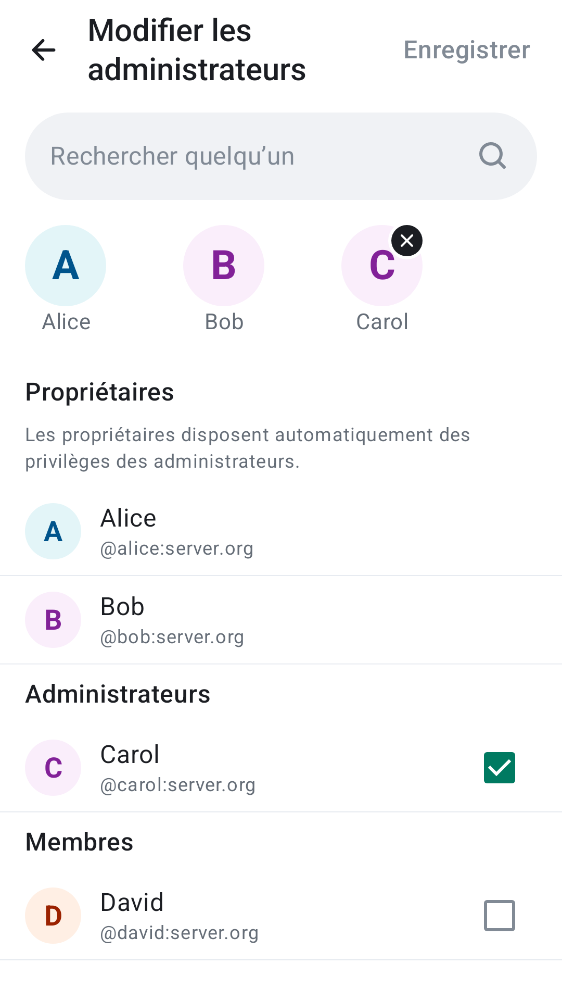 Modifier les
administrateurs
Enregistrer
Rechercher quelqu’un
A
B
C
Alice
Bob
Carol
Propriétaires
Les propriétaires disposent automatiquement des
privilèges des administrateurs.
A
Alice
@alice:server.org
B
Bob
@bob:server.org
Administrateurs
C
Carol
@carol:server.org
Membres
D
David
@david:server.org